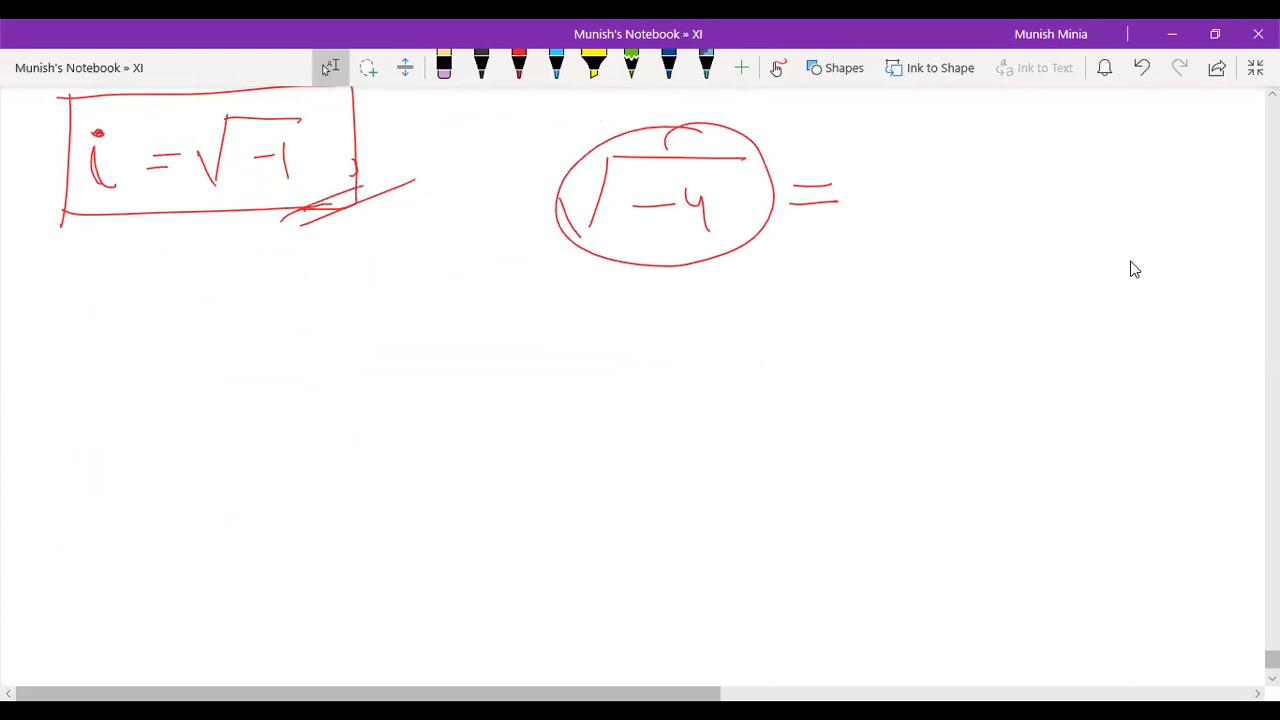 Munish's Notebook » XI
Munish Minia
Munish's Notebook » XI
Shapes
Ink to Shape
Ink to Text
i = √-1
√-4 =